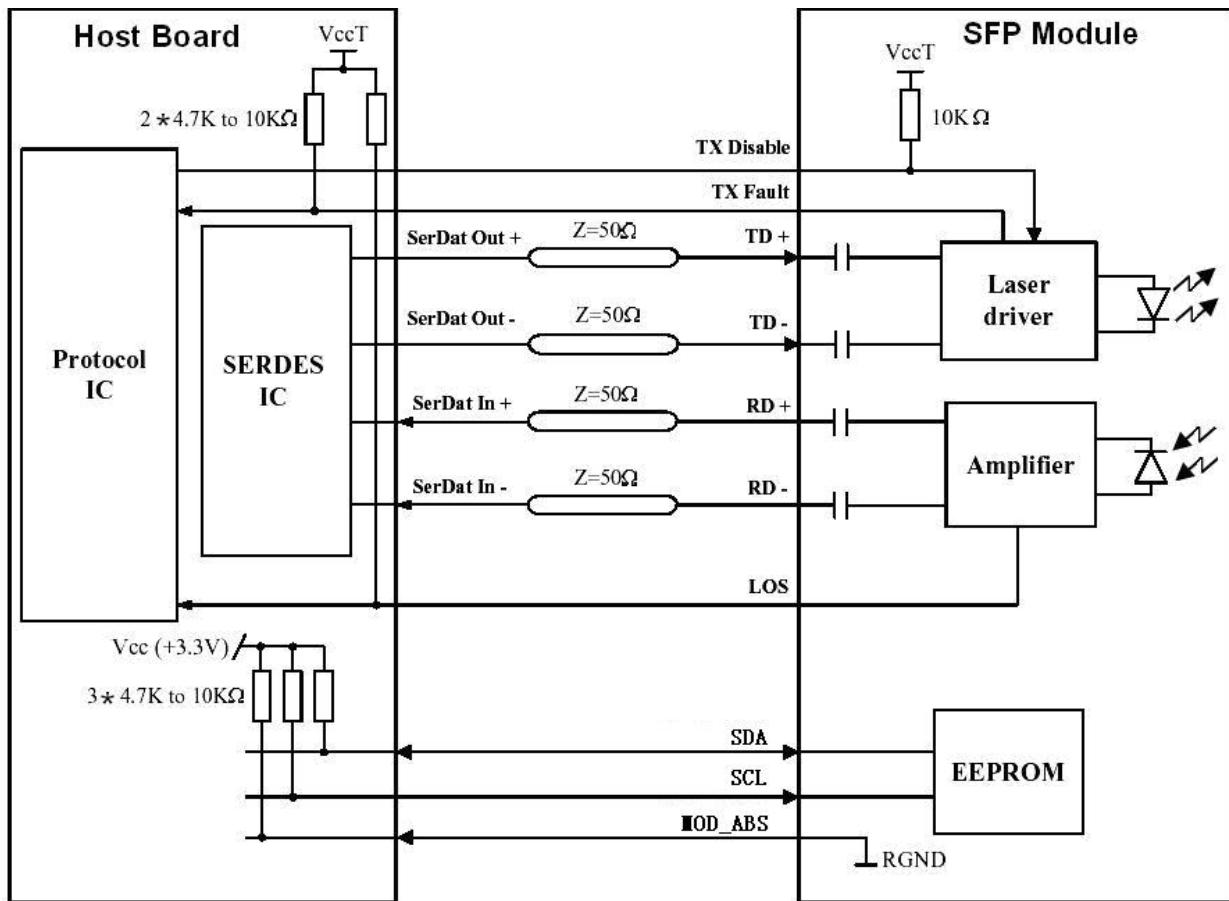 Host Board
SFP Module
VccT
VccT
2*4.7K to 10KΩ
10KΩ
TX Disable
TX Fault
SerDat Out +
Z=50Ω
TD +
SerDat Out -
Z=50Ω
TD -
Laser
driver
Protocol
IC
SERDES
IC
SerDat In +
Z=50Ω
RD +
SerDat In -
Z=50Ω
RD -
Amplifier
LOS
Vcc (+3.3V)
3*4.7K to 10KΩ
SDA
SCL
MOD_ABS
EEPROM
RGND